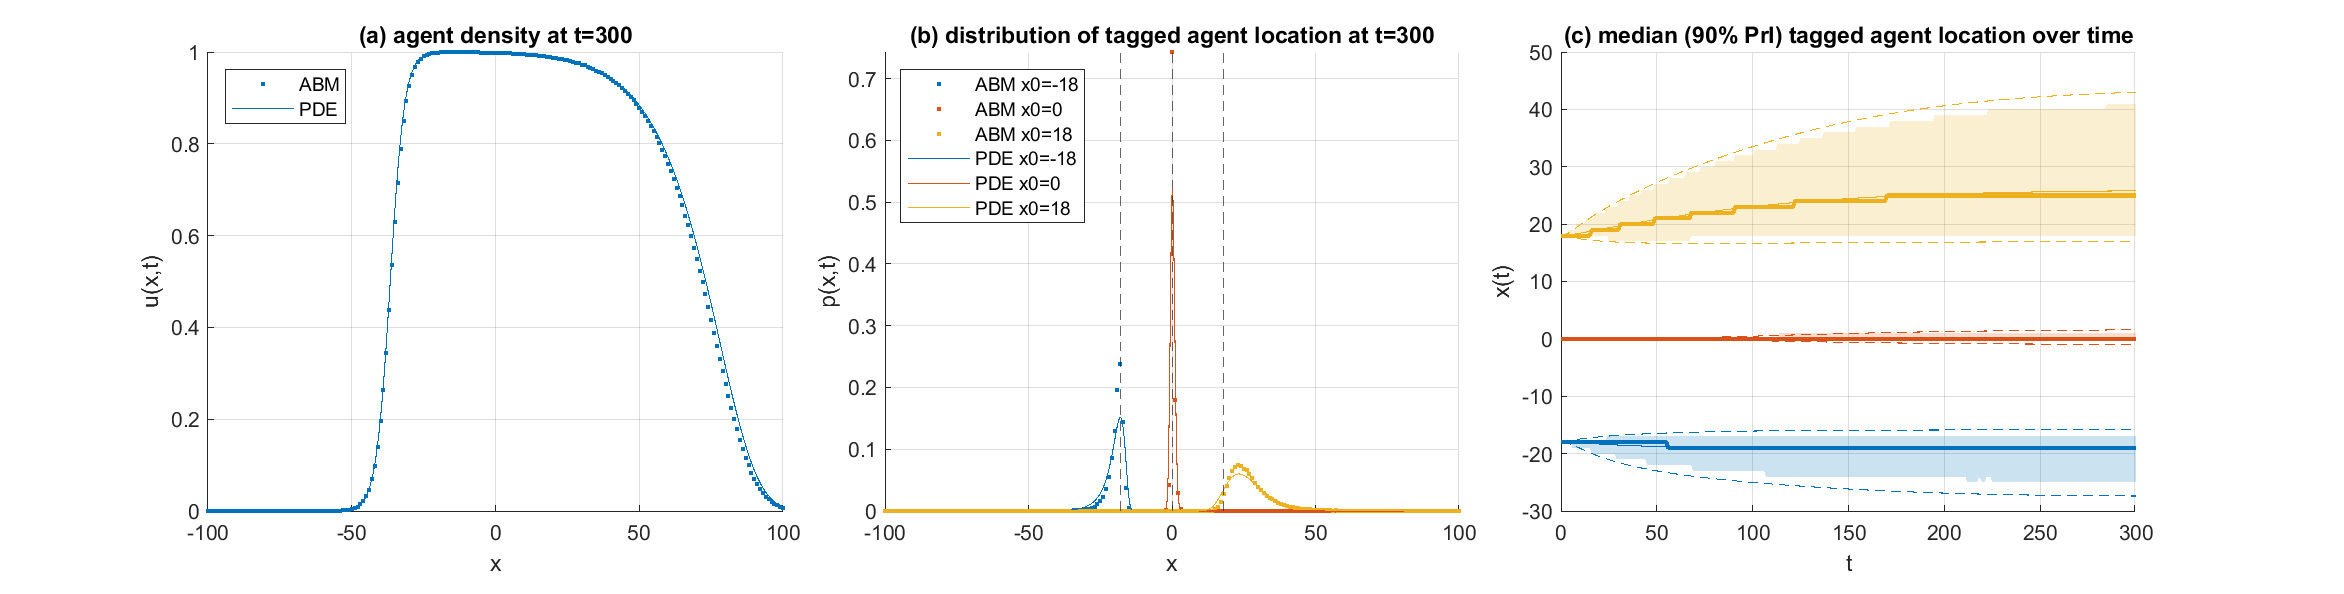 (a) agent density at t=300
1
0.8
0.6
0.4
0.2
0
-100
-50
0
50
100
x
u(x,t)
ABM
PDE
(b) distribution of tagged agent location at t=300
0.7
0.6
0.5
0.4
0.3
0.2
0.1
0
-100
-50
0
50
100
x
p(x,t)
ABM x0=-18
ABM x0=0
ABM x0=18
PDE x0=-18
PDE x0=0
PDE x0=18
(c) median (90% PrI) tagged agent location over time
50
40
30
20
10
0
-10
-20
-30
0
50
100
150
200
250
300
t
x(t)